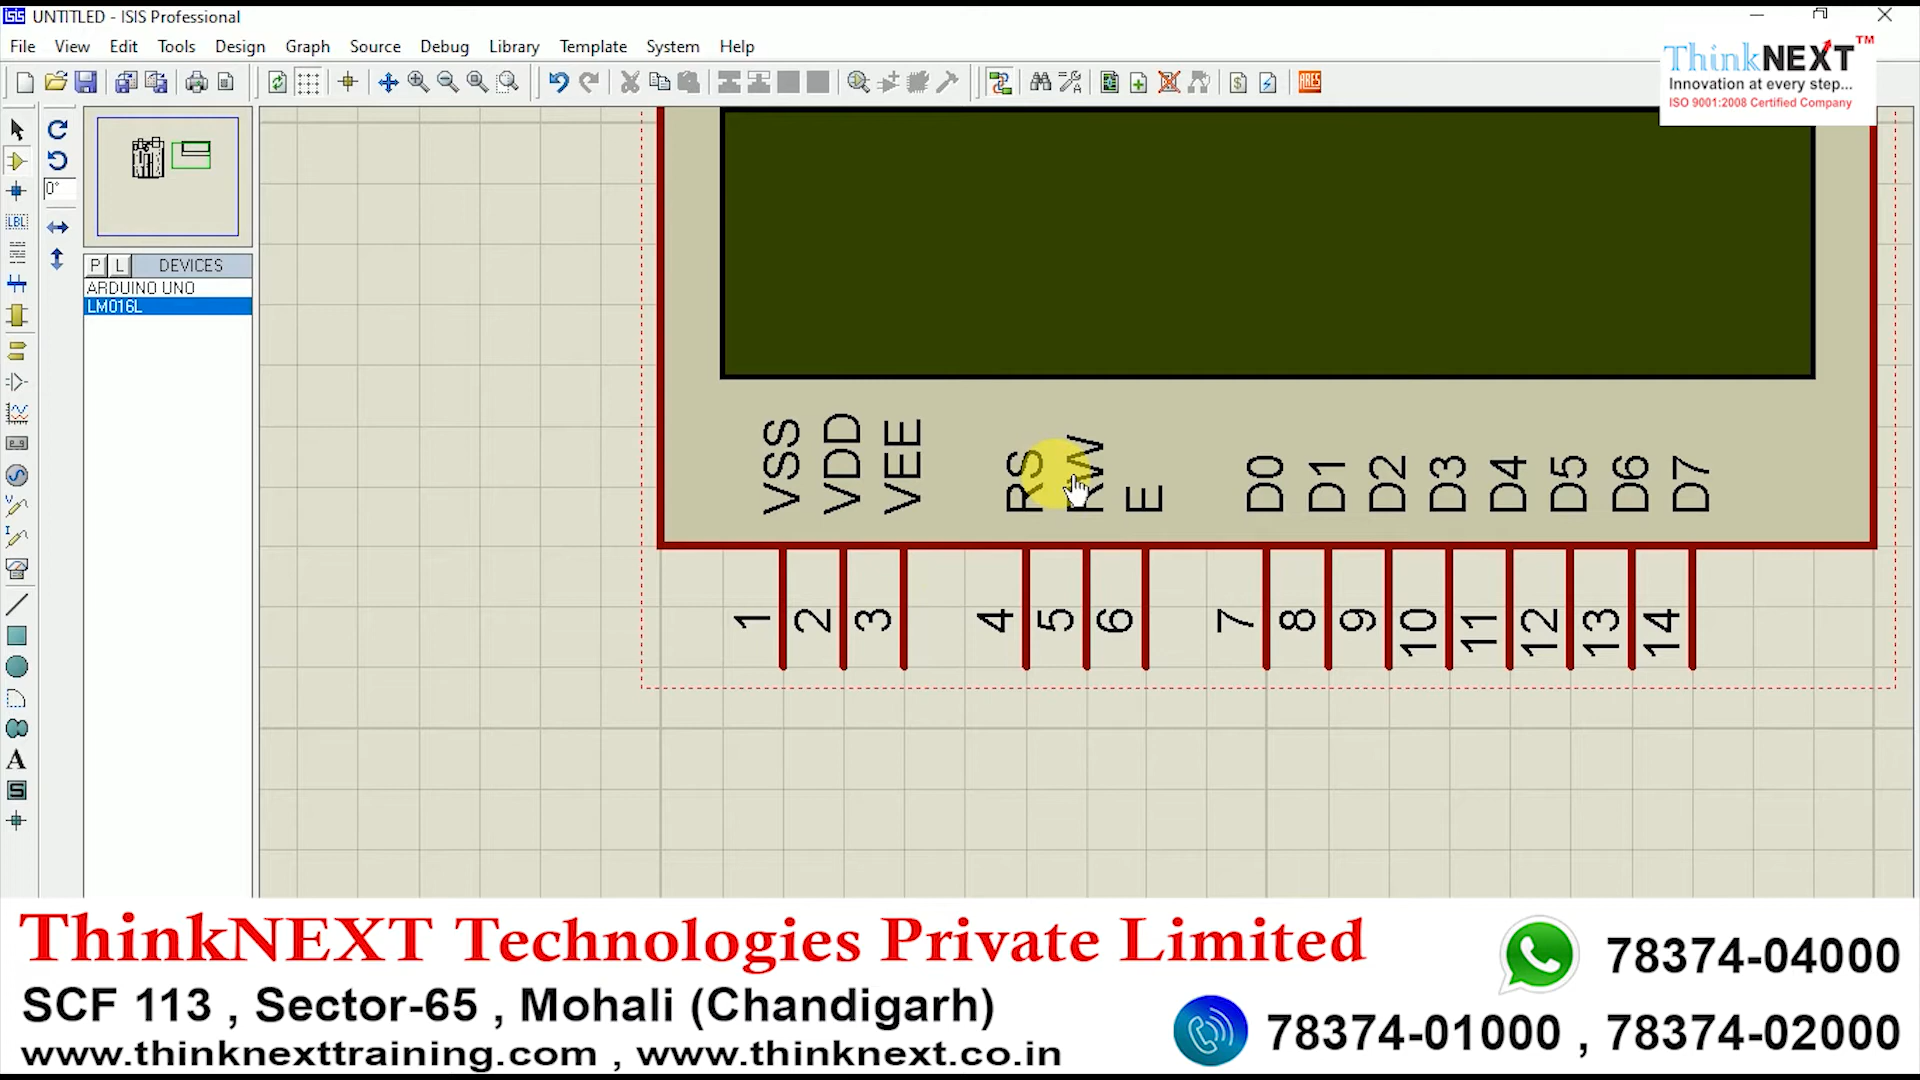 UNTITLED - ISIS Professional
File View Edit Tools Design Graph Source Debug Library Template System Help
ThinkNEXT™
Innovation at every step...
ISO 9001:2008 Certified Company
ARES
LBL
0°
P L DEVICES
ARDUINO UNO
LM016L
VSS VDD VEE RS RW E D0 D1 D2 D3 D4 D5 D6 D7
1 2 3 4 5 6 7 8 9 10 11 12 13 14
A
S
ThinkNEXT Technologies Private Limited
SCF 113 , Sector-65 , Mohali (Chandigarh)
www.thinknexttraining.com , www.thinknext.co.in
78374-04000
78374-01000 , 78374-02000